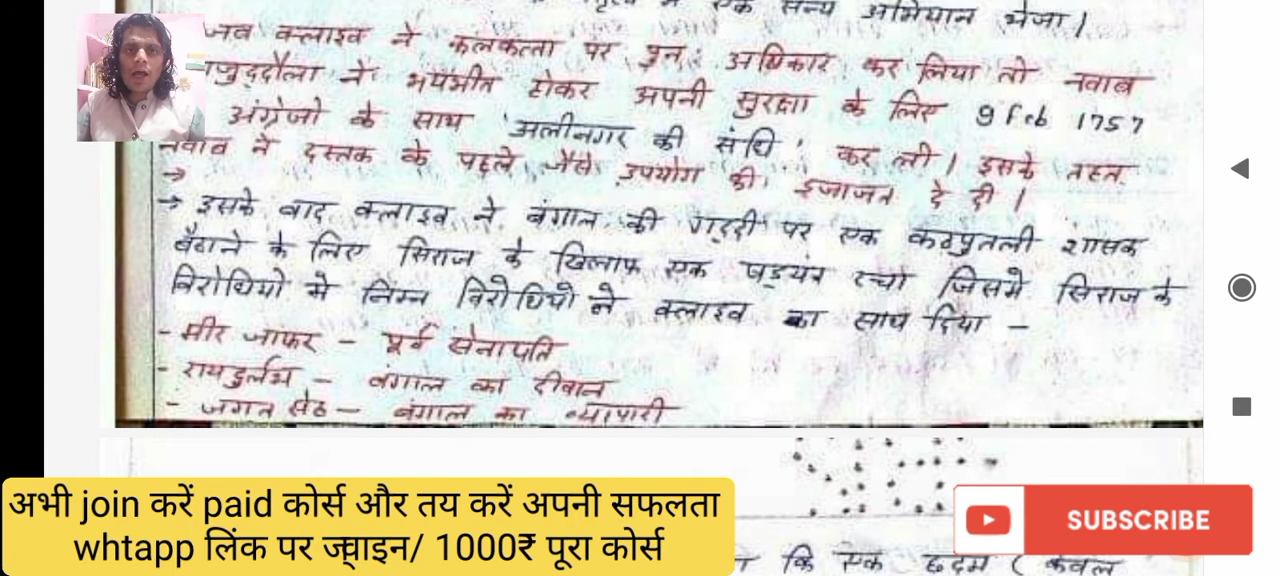 एक सैन्य अभियान भेजा।
जब क्लाइव ने कलकत्ता पर पुनः अधिकार कर लिया तो नवाब
ने भयभीत होकर अपनी सुरक्षा के लिए 9 Feb 1757
अंग्रेजो के साथ 'अलीनगर की संधि' कर ली। इसके तहत
नवाब ने दस्तक के पहले जैसे उपयोग की इजाजत दे दी।
→
→ इसके बाद क्लाइव ने बंगाल की गद्दी पर एक कठपुतली शासक
बैठाने के लिए सिराज के खिलाफ एक षड्यंत्र रचा जिसमे सिराज के
विरोधियो मे निम्न विरोधियो ने क्लाइव का साथ दिया -
- मीर जाफर - पूर्व सेनापति
- रायदुर्लभ - बंगाल का दीवान
- जगत सेठ - बंगाल का व्यापारी
कि एक छद्म ( केवल
अभी join करें paid कोर्स और तय करें अपनी सफलता
whtapp लिंक पर ज्वाइन/ 1000₹ पूरा कोर्स
SUBSCRIBE